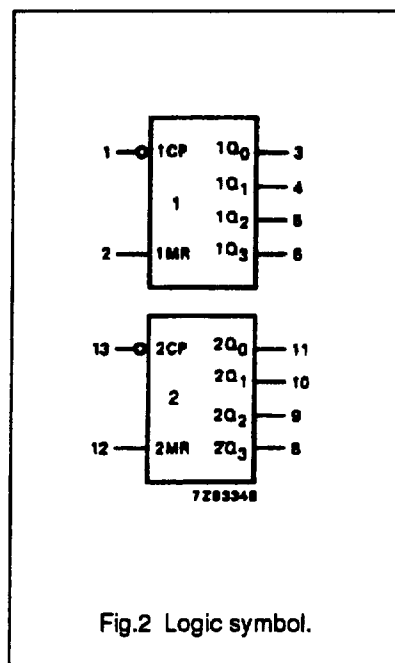 1 1CP 1Q0 3
1Q1 4
1
1Q2 5
2 1MR 1Q3 6
13 2CP 2Q0 11
2Q1 10
2
2Q2 9
12 2MR 2Q3 8
7Z83348
Fig.2 Logic symbol.